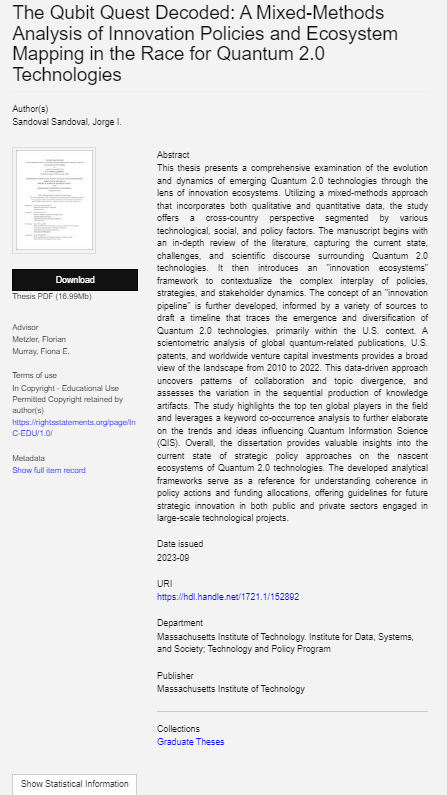 The Qubit Quest Decoded: A Mixed-Methods
Analysis of Innovation Policies and Ecosystem
Mapping in the Race for Quantum 2.0
Technologies
Author(s)
Sandoval Sandoval, Jorge I.
Download
Thesis PDF (16.99Mb)
Advisor
Metzler, Florian
Murray, Fiona E.
Terms of use
In Copyright - Educational Use
Permitted Copyright retained by
author(s)
https://rightsstatements.org/page/In
C-EDU/1.0/
Metadata
Show full item record
Abstract
This thesis presents a comprehensive examination of the evolution
and dynamics of emerging Quantum 2.0 technologies through the
lens of innovation ecosystems. Utilizing a mixed-methods approach
that incorporates both qualitative and quantitative data, the study
offers a cross-country perspective segmented by various
technological, social, and policy factors. The manuscript begins with
an in-depth review of the literature, capturing the current state,
challenges, and scientific discourse surrounding Quantum 2.0
technologies. It then introduces an "innovation ecosystems"
framework to contextualize the complex interplay of policies,
strategies, and stakeholder dynamics. The concept of an "innovation
pipeline" is further developed, informed by a variety of sources to
draft a timeline that traces the emergence and diversification of
Quantum 2.0 technologies, primarily within the U.S. context. A
scientometric analysis of global quantum-related publications, U.S.
patents, and worldwide venture capital investments provides a broad
view of the landscape from 2010 to 2022. This data-driven approach
uncovers patterns of collaboration and topic divergence, and
assesses the variation in the sequential production of knowledge
artifacts. The study highlights the top ten global players in the field
and leverages a keyword co-occurrence analysis to further elaborate
on the trends and ideas influencing Quantum Information Science
(QIS). Overall, the dissertation provides valuable insights into the
current state of strategic policy approaches on the nascent
ecosystems of Quantum 2.0 technologies. The developed analytical
frameworks serve as a reference for understanding coherence in
policy actions and funding allocations, offering guidelines for future
strategic innovation in both public and private sectors engaged in
large-scale technological projects.
Date issued
2023-09
URI
https://hdl.handle.net/1721.1/152892
Department
Massachusetts Institute of Technology. Institute for Data, Systems,
and Society; Technology and Policy Program
Publisher
Massachusetts Institute of Technology
Collections
Graduate Theses
Show Statistical Information